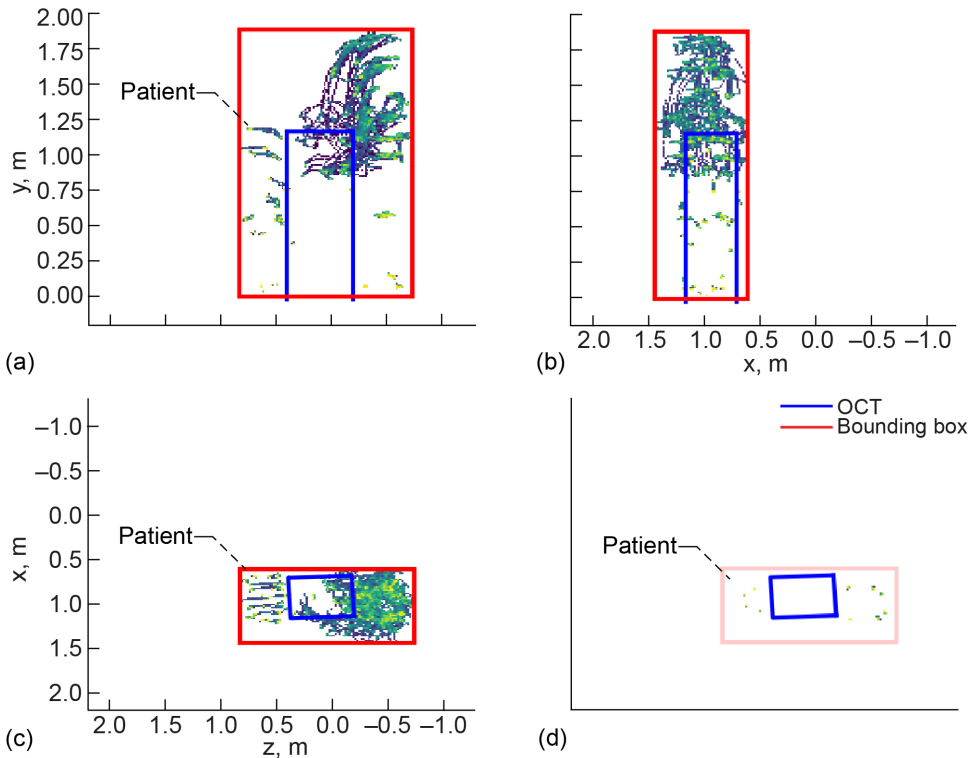 2.00
1.75
1.50
1.25
1.00
0.75
0.50
0.25
0.00
y, m
Patient
(a)
2.0 1.5 1.0 0.5 0.0 –0.5 –1.0
x, m
(b)
–1.0
–0.5
0.0
0.5
1.0
1.5
2.0
x, m
Patient
2.0 1.5 1.0 0.5 0.0 –0.5 –1.0
z, m
(c)
OCT
Bounding box
Patient
(d)